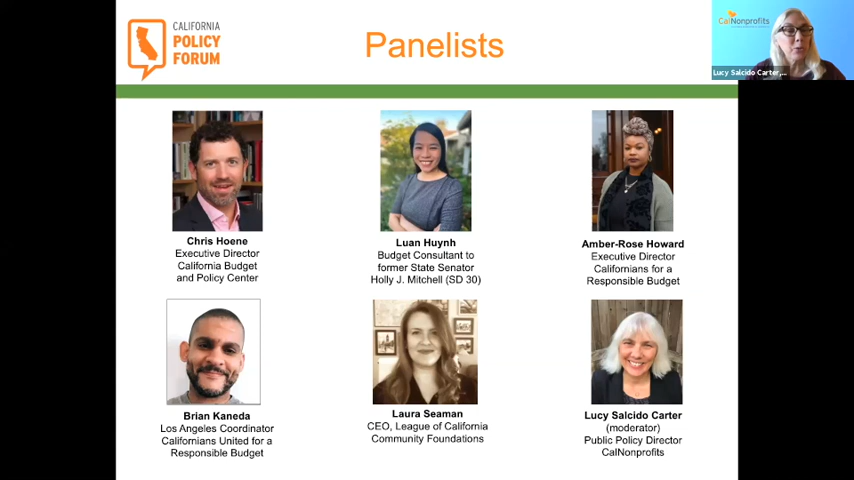 CALIFORNIA
POLICY
FORUM
Panelists
CalNonprofits
Lucy Salcido Carter,...
Chris Hoene
Executive Director
California Budget
and Policy Center
Luan Huynh
Budget Consultant to
former State Senator
Holly J. Mitchell (SD 30)
Amber-Rose Howard
Executive Director
Californians for a
Responsible Budget
Brian Kaneda
Los Angeles Coordinator
Californians United for a
Responsible Budget
Laura Seaman
CEO, League of California
Community Foundations
Lucy Salcido Carter
(moderator)
Public Policy Director
CalNonprofits